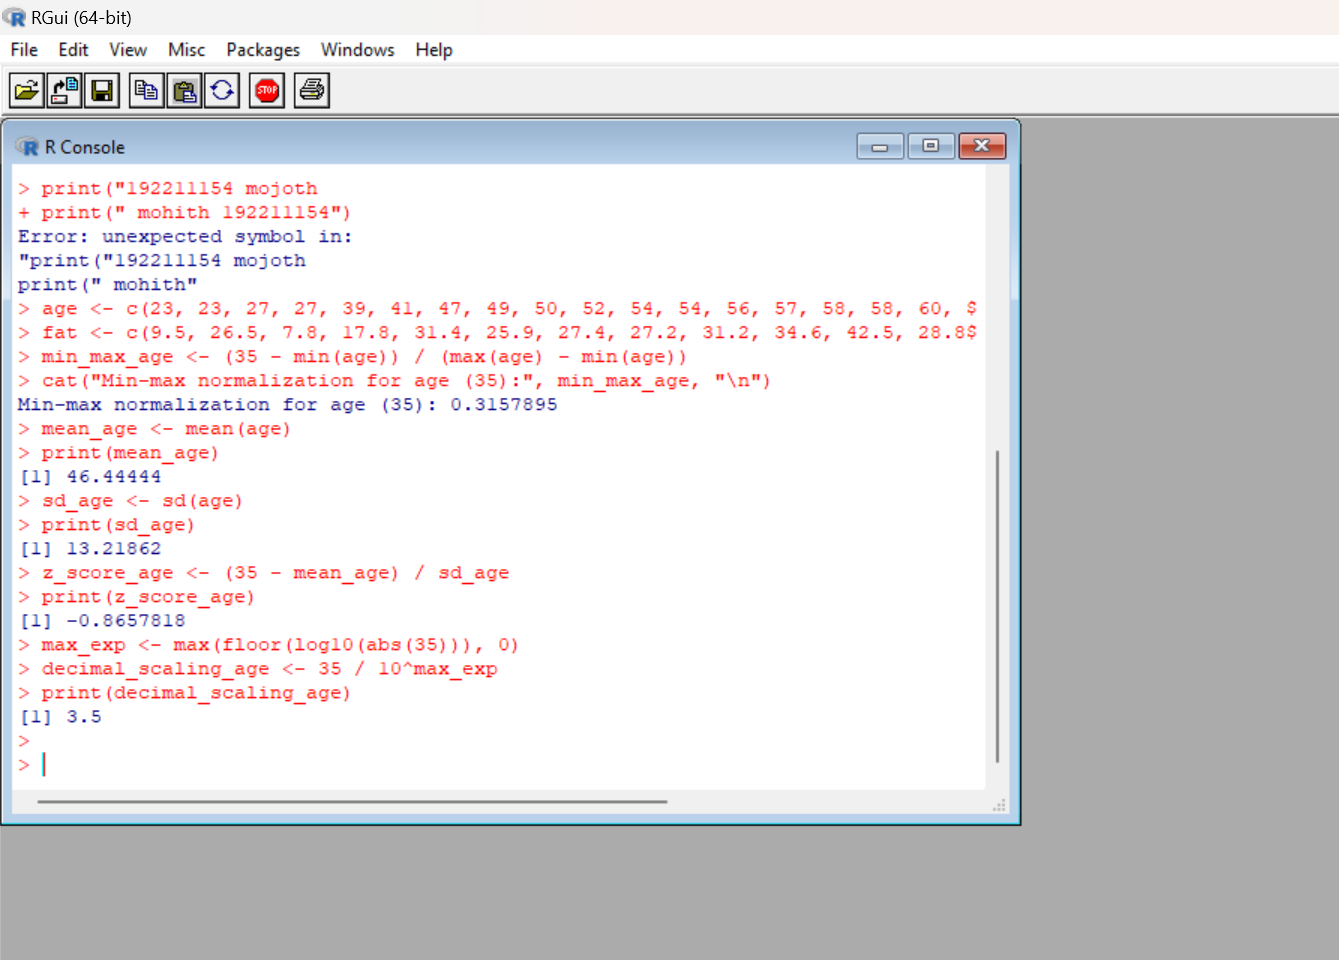 RGui (64-bit)
File Edit View Misc Packages Windows Help
STOP
R Console
> print("192211154 mojoth
+ print(" mohith 192211154")
Error: unexpected symbol in:
"print("192211154 mojoth
print(" mohith"
> age <- c(23, 23, 27, 27, 39, 41, 47, 49, 50, 52, 54, 54, 56, 57, 58, 58, 60, $
> fat <- c(9.5, 26.5, 7.8, 17.8, 31.4, 25.9, 27.4, 27.2, 31.2, 34.6, 42.5, 28.8$
> min_max_age <- (35 - min(age)) / (max(age) - min(age))
> cat("Min-max normalization for age (35):", min_max_age, "\n")
Min-max normalization for age (35): 0.3157895
> mean_age <- mean(age)
> print(mean_age)
[1] 46.44444
> sd_age <- sd(age)
> print(sd_age)
[1] 13.21862
> z_score_age <- (35 - mean_age) / sd_age
> print(z_score_age)
[1] -0.8657818
> max_exp <- max(floor(log10(abs(35))), 0)
> decimal_scaling_age <- 35 / 10^max_exp
> print(decimal_scaling_age)
[1] 3.5
>
>